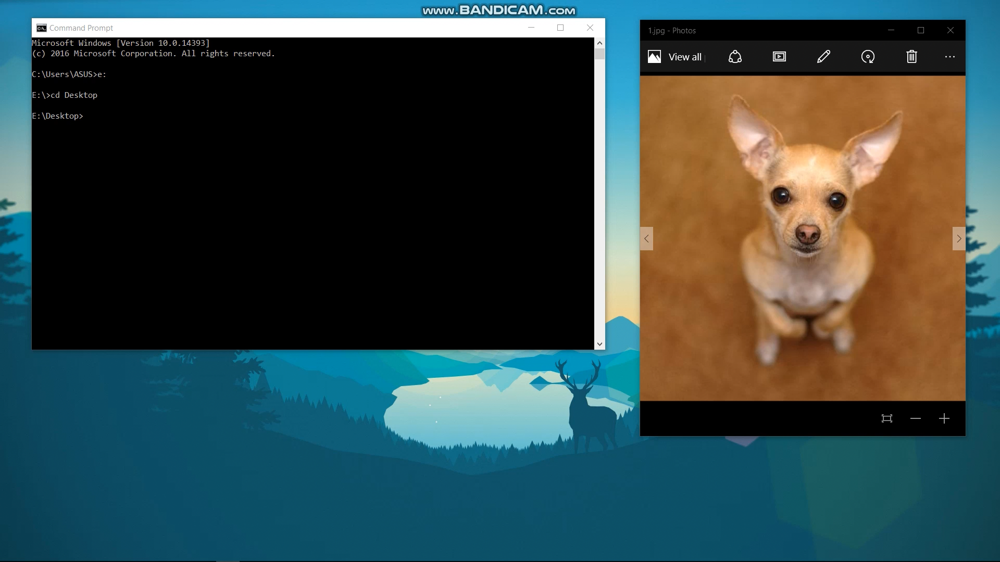 www.BANDICAM.com
Command Prompt
Microsoft Windows [Version 10.0.14393]
(c) 2016 Microsoft Corporation. All rights reserved.
C:\Users\ASUS>e:
E:\>cd Desktop
E:\Desktop>
1.jpg - Photos
View all